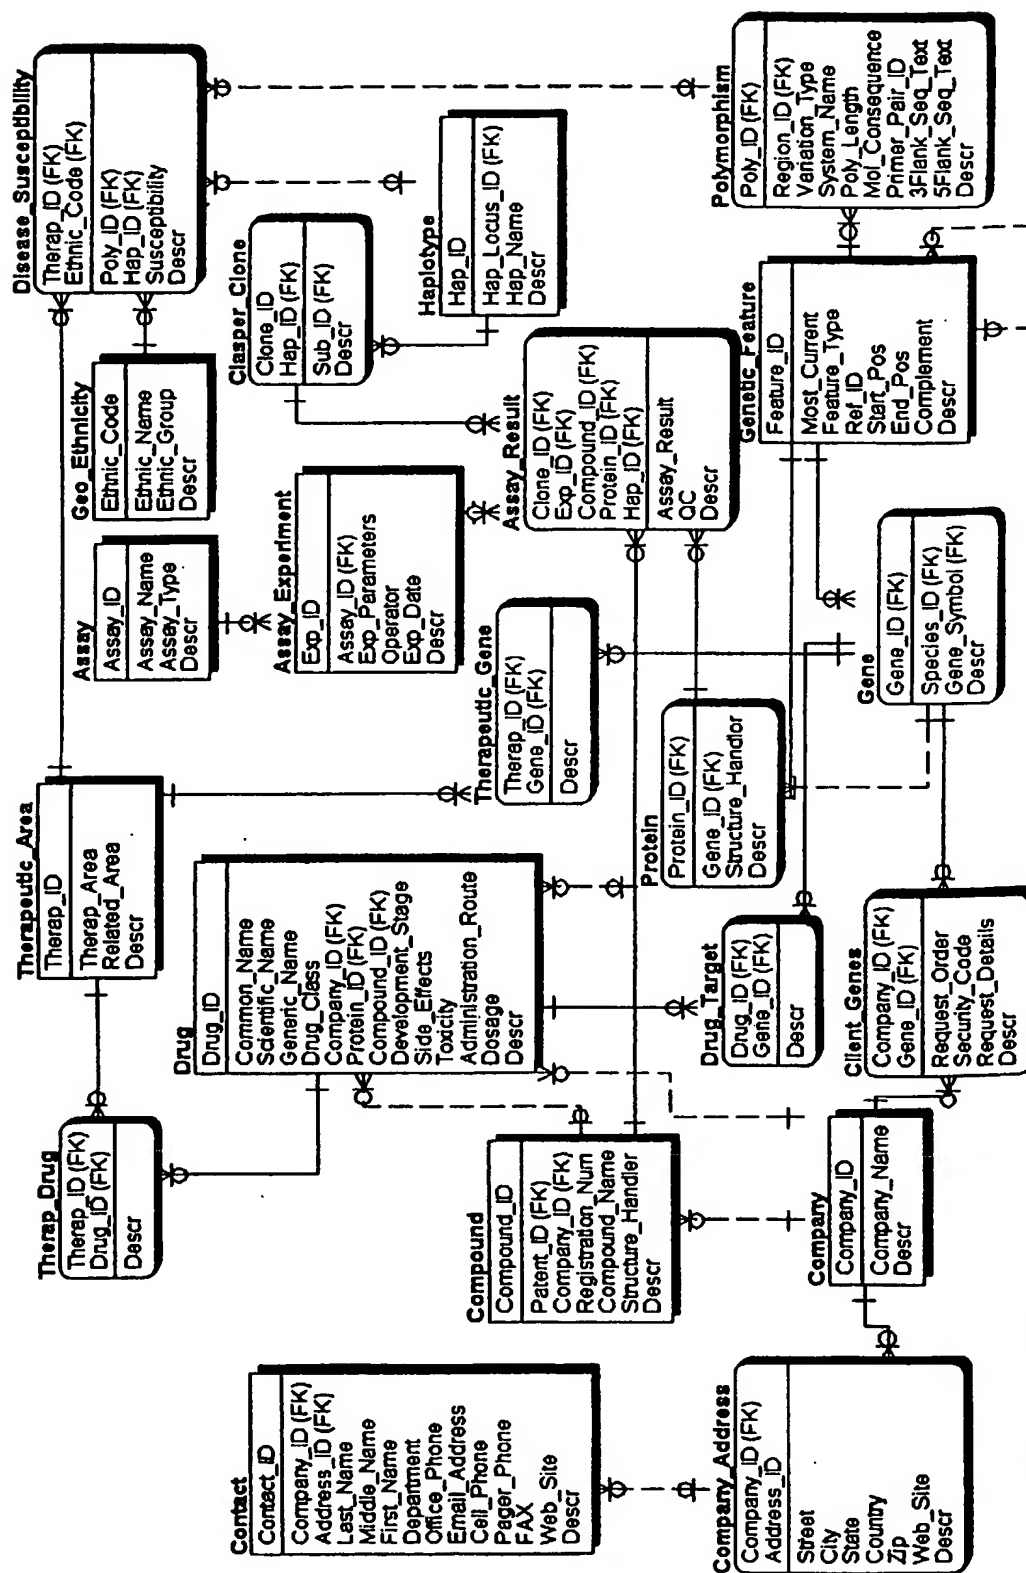 Therap_Drug
Therap_ID (FK)
Drug_ID (FK)
Descr
Therapeutic_Area
Therap_ID
Therap_Area
Related_Area
Descr
Assay
Assay_ID
Assay_Name
Assay_Type
Descr
Geo_Ethnicity
Ethnic_Code
Ethnic_Name
Ethnic_Group
Descr
Disease_Susceptibility
Therap_ID (FK)
Ethnic_Code (FK)
Poly_ID (FK)
Hap_ID (FK)
Susceptibility
Descr
Contact
Contact_ID
Company_ID (FK)
Address_ID (FK)
Last_Name
Middle_Name
First_Name
Department
Office_Phone
Email_Address
Cell_Phone
Pager_Phone
FAX
Web_Site
Descr
Compound
Compound_ID
Patent_ID (FK)
Company_ID (FK)
Registration_Num
Compound_Name
Structure_Handler
Descr
Drug
Drug_ID
Common_Name
Scientific_Name
Generic_Name
Drug_Class
Company_ID (FK)
Protein_ID (FK)
Compound_ID (FK)
Development_Stage
Side_Effects
Toxicity
Administration_Route
Dosage
Descr
Therapeutic_Gene
Therap_ID (FK)
Gene_ID (FK)
Descr
Assay_Experiment
Exp_ID
Assay_ID (FK)
Exp_Parameters
Operator
Exp_Date
Descr
Clasper_Clone
Clone_ID
Hap_ID (FK)
Sub_ID (FK)
Descr
Haplotype
Hap_ID
Hap_Locus_ID (FK)
Hap_Name
Descr
Assay_Result
Clone_ID (FK)
Exp_ID (FK)
Compound_ID (FK)
Protein_ID (FK)
Hap_ID (FK)
Assay_Result
QC
Descr
Protein
Protein_ID (FK)
Gene_ID (FK)
Structure_Handlor
Descr
Drug_Target
Drug_ID (FK)
Gene_ID (FK)
Descr
Company_Address
Company_ID (FK)
Address_ID
Street
City
State
Country
Zip
Web_Site
Descr
Company
Company_ID
Company_Name
Descr
Client_Genes
Company_ID (FK)
Gene_ID (FK)
Request_Order
Security_Code
Request_Details
Descr
Gene
Gene_ID (FK)
Species_ID (FK)
Gene_Symbol (FK)
Descr
Genetic_Feature
Feature_ID
Most_Current
Feature_Type
Ref_ID
Start_Pos
End_Pos
Complement
Descr
Polymorphism
Poly_ID (FK)
Region_ID (FK)
Variation_Type
System_Name
Poly_Length
Mol_Consequence
Primer_Pair_ID
3Flank_Seq_Text
5Flank_Seq_Text
Descr